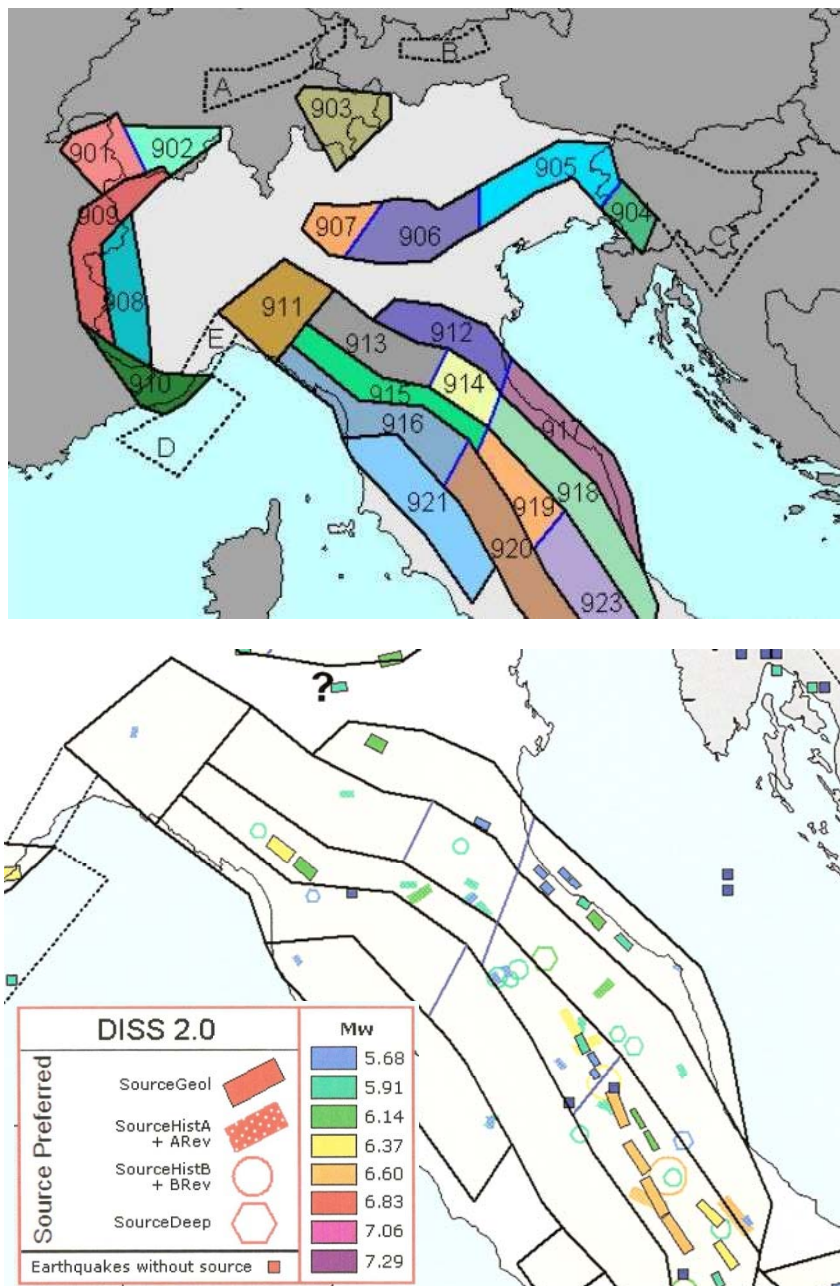 A
B
903
901
902
905
909
904
907
906
C
908
911
E
913
912
910
914
915
916
917
D
921
919
918
920
923
?
DISS 2.0
Mw
Source Preferred
SourceGeol
SourceHistA
+ ARev
SourceHistB
+ BRev
SourceDeep
Earthquakes without source
5.68
5.91
6.14
6.37
6.60
6.83
7.06
7.29